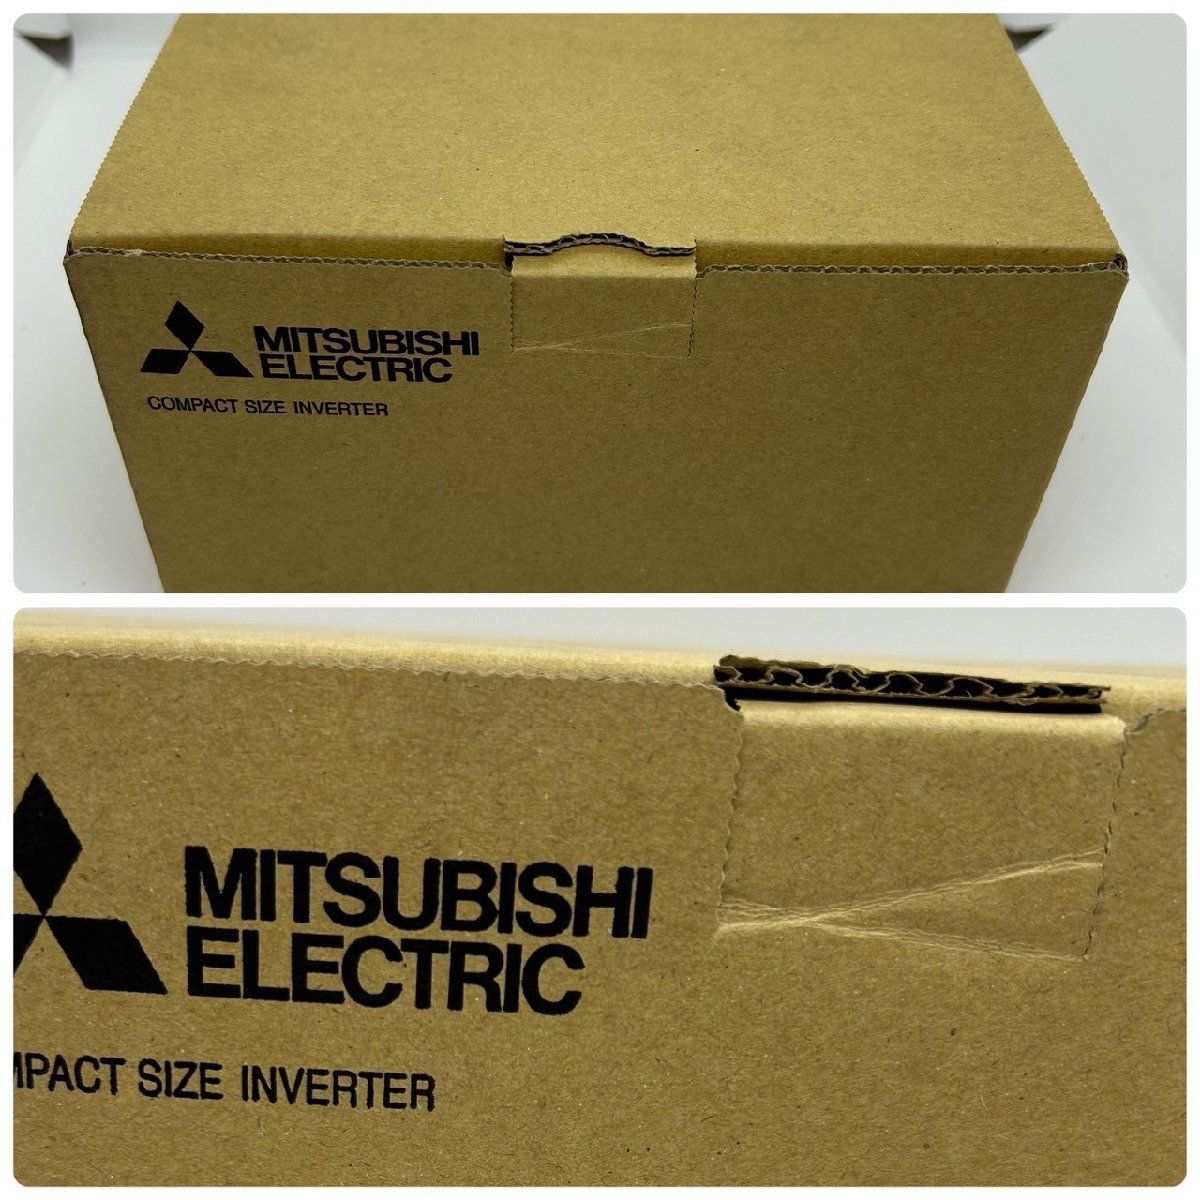 MITSUBISHI
ELECTRIC
COMPACT SIZE INVERTER
MITSUBISHI
ELECTRIC
MPACT SIZE INVERTER